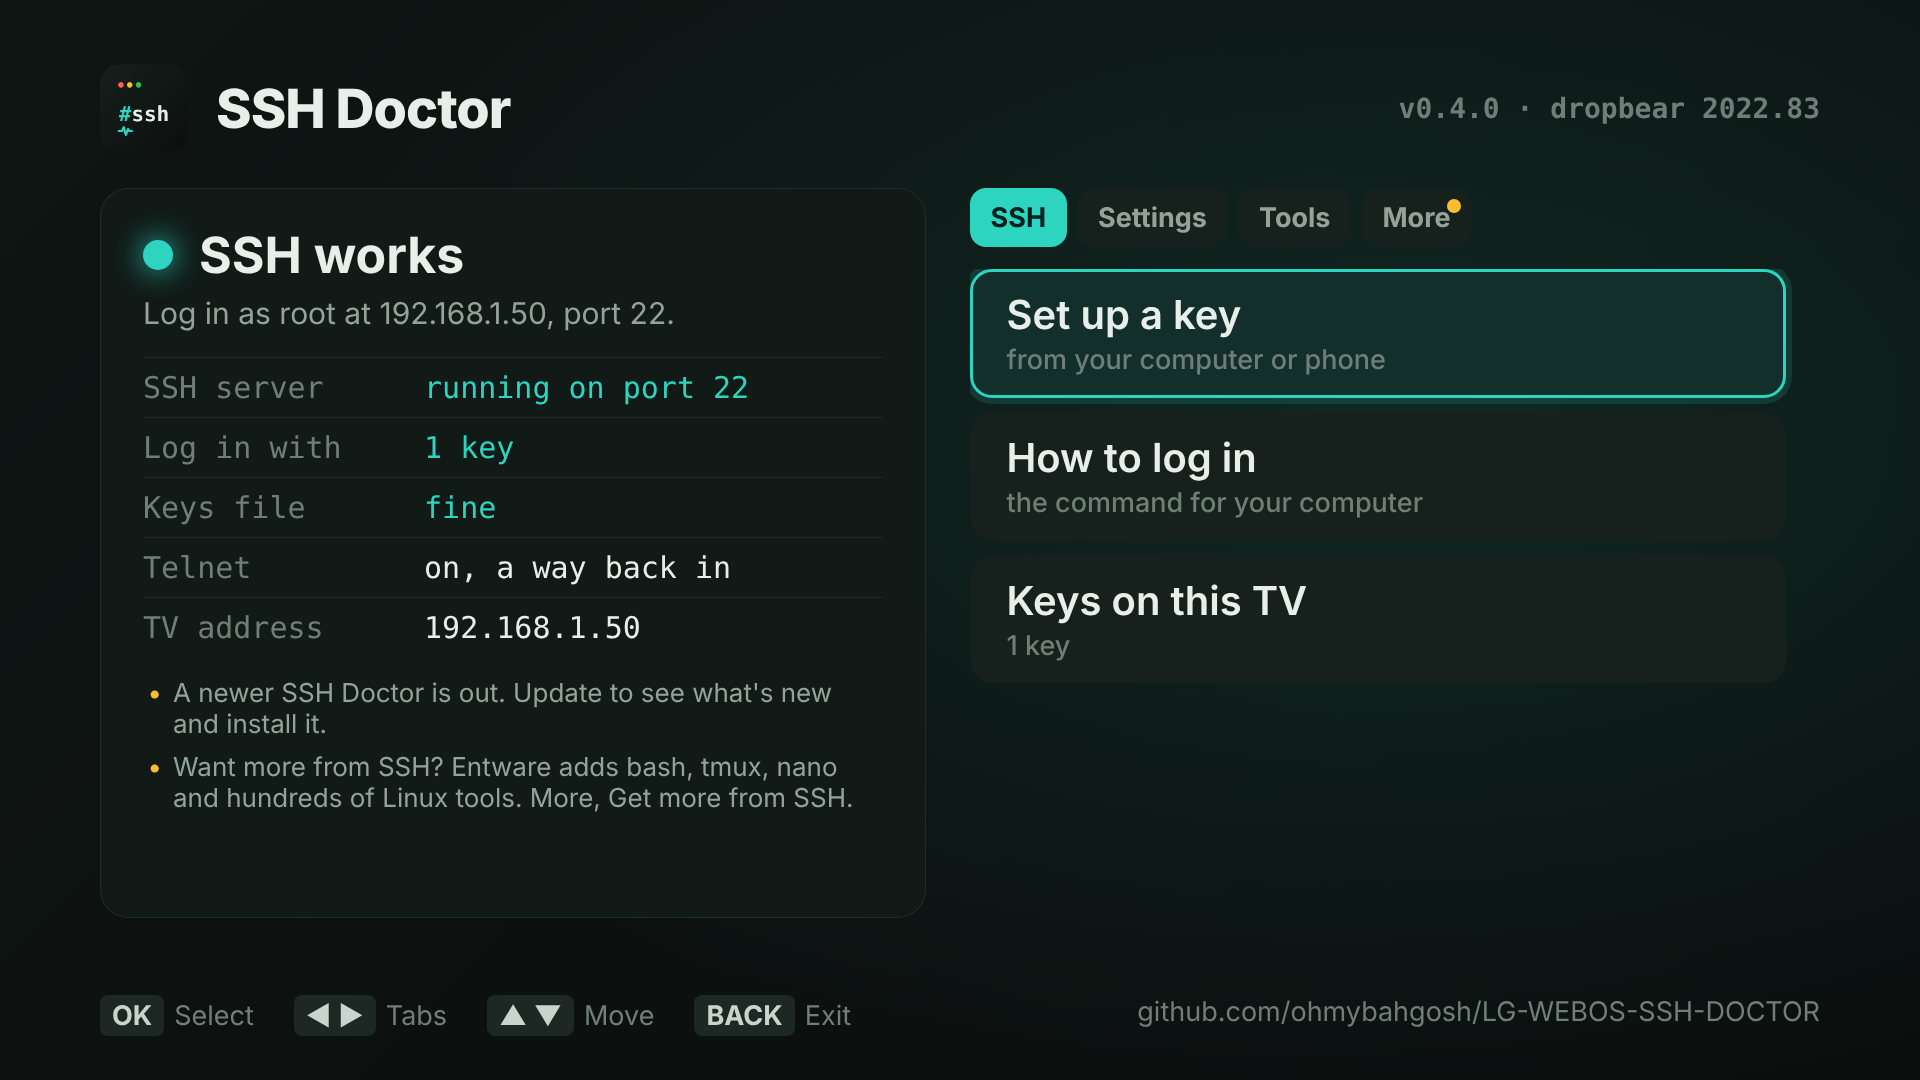 #ssh
SSH Doctor
v0.4.0 · dropbear 2022.83
SSH works
Log in as root at 192.168.1.50, port 22.
SSH server running on port 22
Log in with 1 key
Keys file fine
Telnet on, a way back in
TV address 192.168.1.50
• A newer SSH Doctor is out. Update to see what's new
and install it.
• Want more from SSH? Entware adds bash, tmux, nano
and hundreds of Linux tools. More, Get more from SSH.
SSH Settings Tools More
Set up a key
from your computer or phone
How to log in
the command for your computer
Keys on this TV
1 key
OK Select ◀ ▶ Tabs ▲ ▼ Move BACK Exit
github.com/ohmybahgosh/LG-WEBOS-SSH-DOCTOR